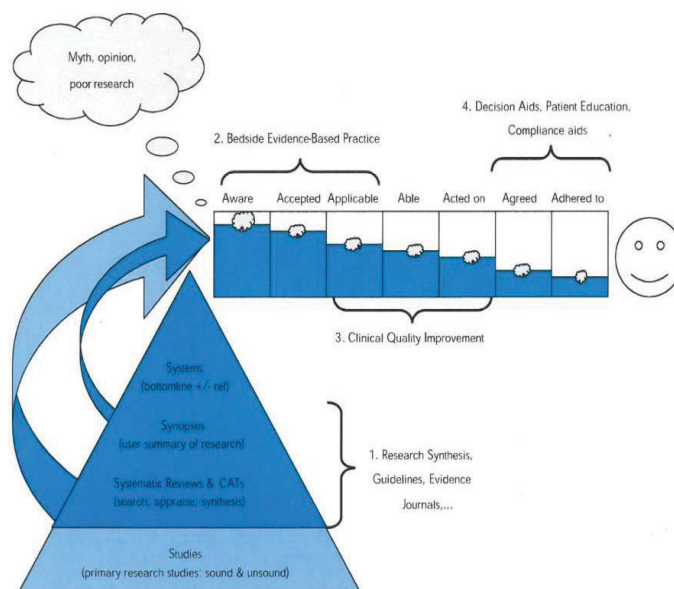 Myth, opinion,
poor research
4. Decision Aids, Patient Education,
Compliance aids
2. Bedside Evidence-Based Practice
Aware Accepted Applicable Able Acted on Agreed Adhered to
3. Clinical Quality Improvement
Systems
(bottomline +/- ref)
Synopses
(user summary of research)
1. Research Synthesis,
Guidelines, Evidence
Journals,...
Systematic Reviews & CATs
(search; appraise; synthesis)
Studies
(primary research studies: sound & unsound)